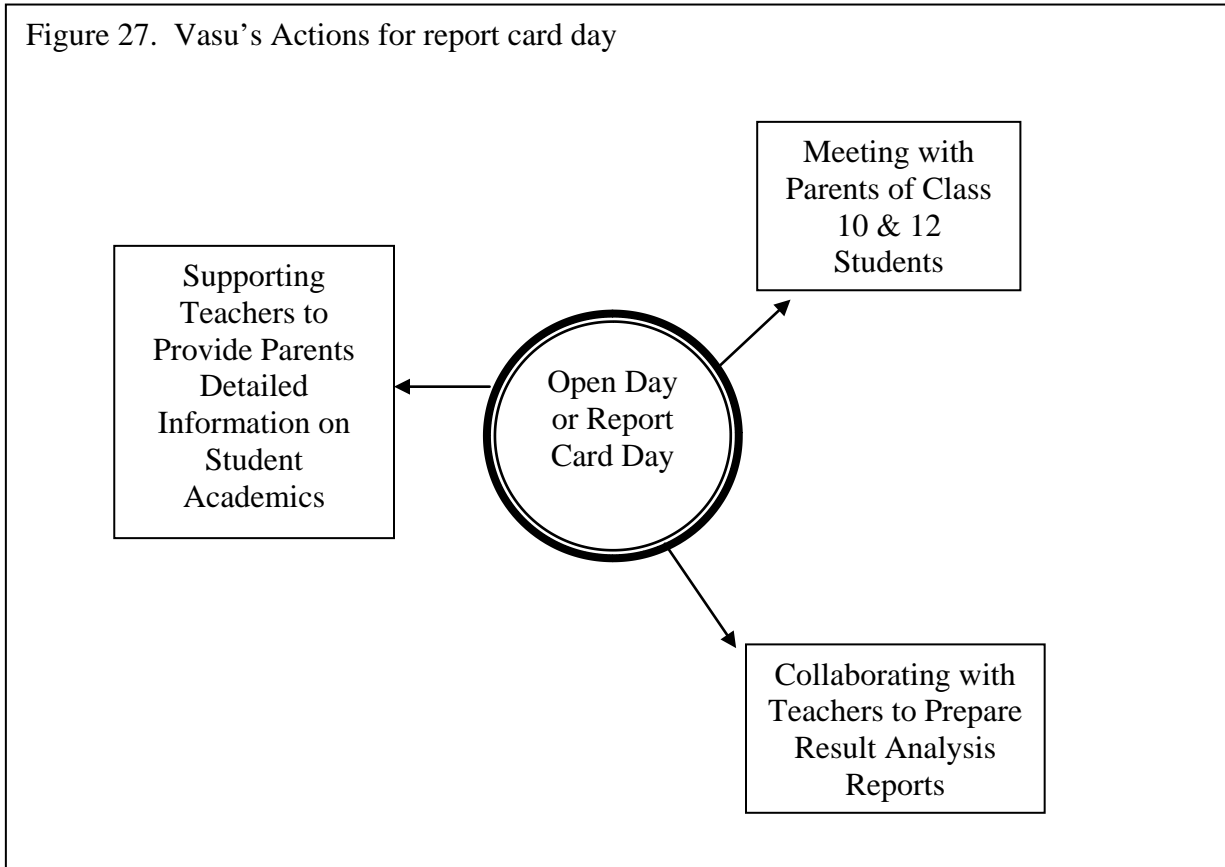 Figure 27.  Vasu’s Actions for report card day
Meeting with
Parents of Class
10 & 12
Students
Supporting
Teachers to
Provide Parents
Detailed
Information on
Student
Academics
Open Day
or Report
Card Day
Collaborating with
Teachers to Prepare
Result Analysis
Reports